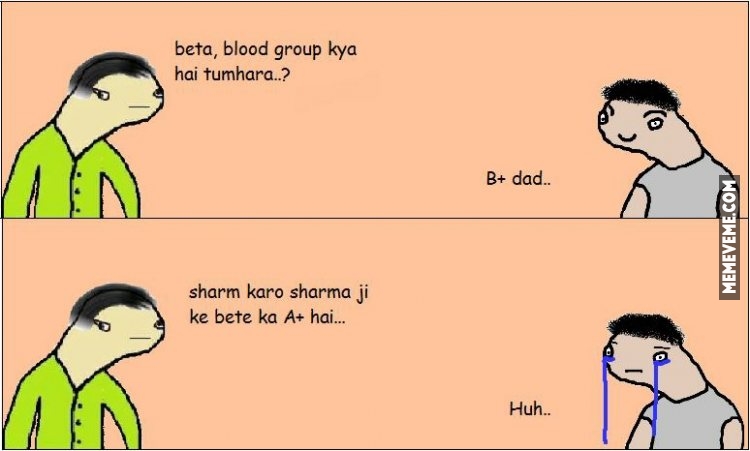 beta, blood group kya
hai tumhara..?
B+ dad..
MEMEVEME.COM
sharm karo sharma ji
ke bete ka A+ hai...
Huh..